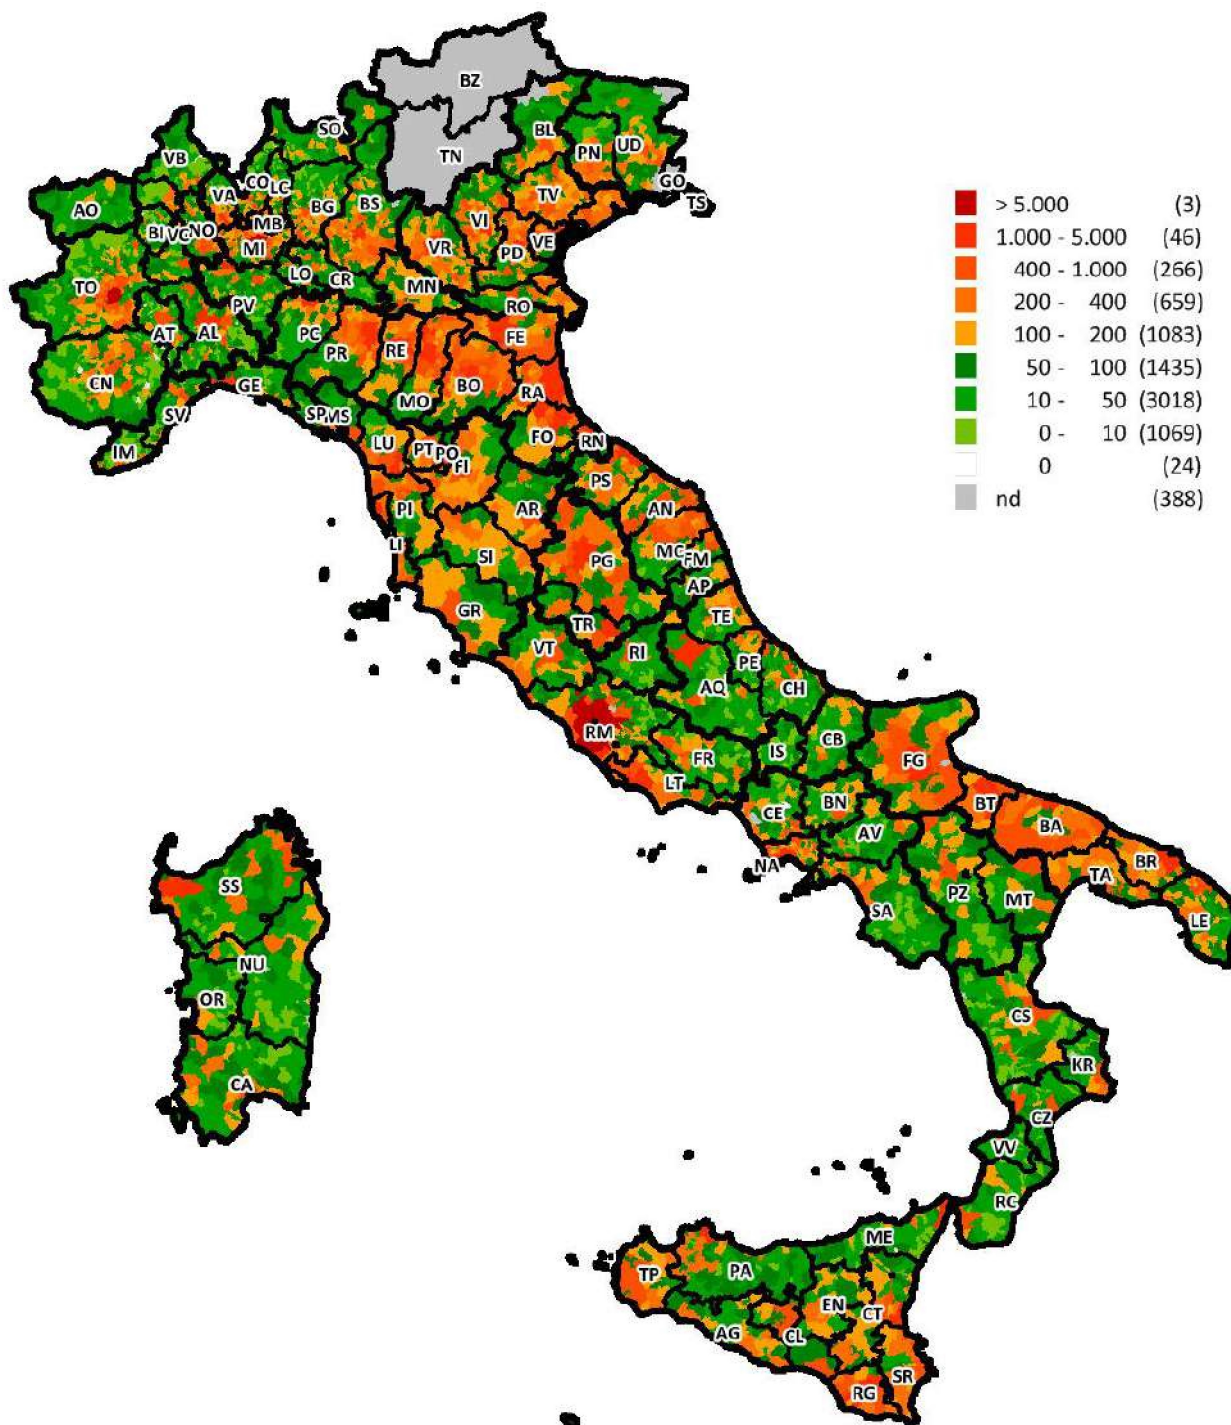 BZ
SO
BL
TN
PN
UD
VB
GO
CO
LC
TS
VA
BG
BS
TV
AO
VI
BI
VC
NO
MB
MI
VR
PD
VE
LO
CR
MN
TO
PV
RO
AT
AL
PC
PR
RE
FE
CN
GE
MO
BO
RA
SV
SP
MS
IM
LU
PT
PO
FI
FO
RN
PS
PI
AR
AN
LI
SI
PG
MC
FM
AP
GR
TR
TE
VT
RI
PE
AQ
CH
RM
FR
IS
CB
FG
LT
CE
BN
BT
BA
AV
NA
BR
TA
SS
SA
PZ
MT
LE
NU
OR
CS
CA
KR
CZ
VV
RC
ME
TP
PA
EN
CT
AG
CL
SR
RG
> 5.000 (3)
1.000 - 5.000 (46)
400 - 1.000 (266)
200 - 400 (659)
100 - 200 (1083)
50 - 100 (1435)
10 - 50 (3018)
0 - 10 (1069)
0 (24)
nd (388)